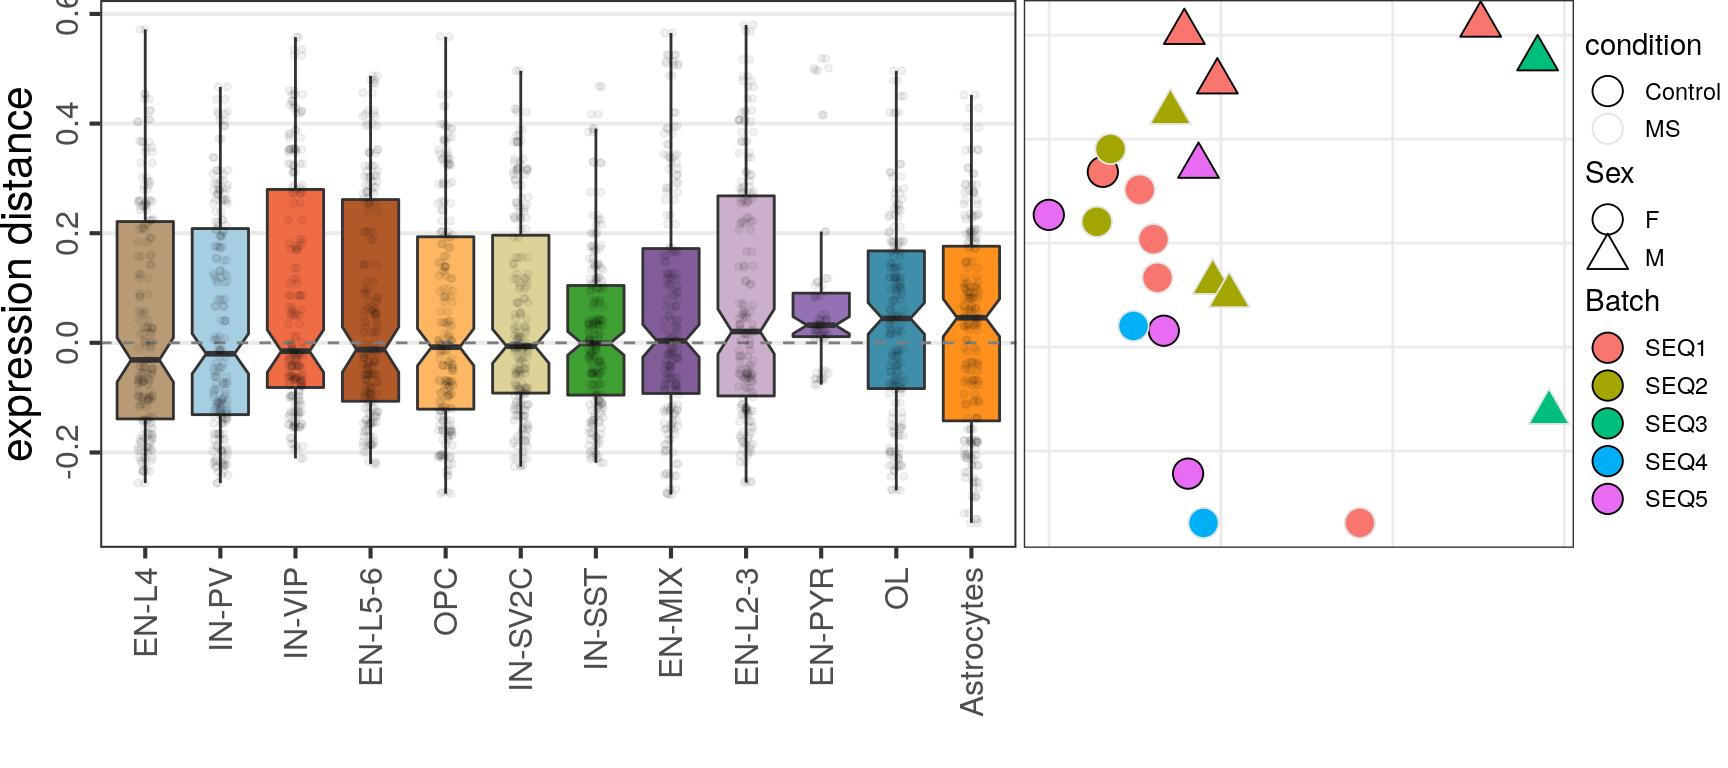 expression distance
0.6
0.4
0.2
0.0
-0.2
EN-L4
IN-PV
IN-VIP
EN-L5-6
OPC
IN-SV2C
IN-SST
EN-MIX
EN-L2-3
EN-PYR
OL
Astrocytes
condition
Control
MS
Sex
F
M
Batch
SEQ1
SEQ2
SEQ3
SEQ4
SEQ5